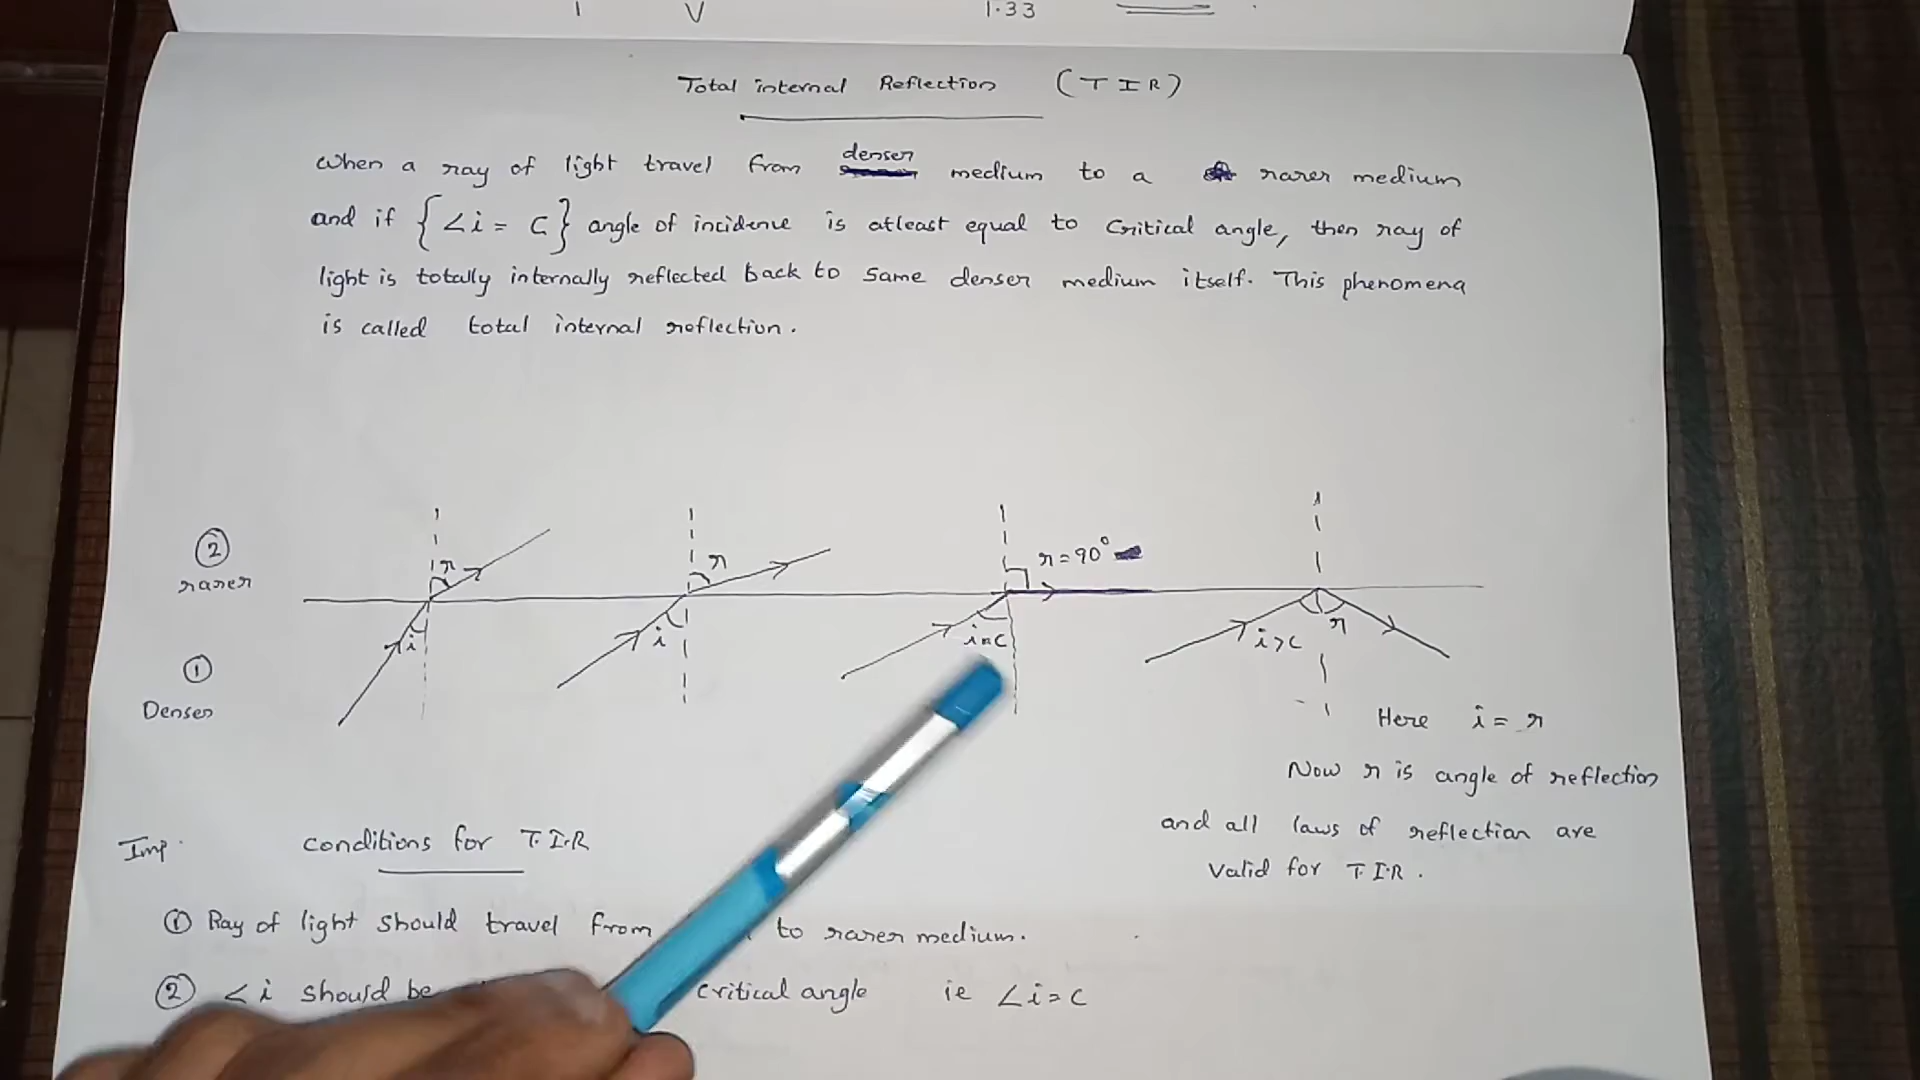 1 V 1.33
Total internal Reflection (TIR)
When a ray of light travel from denser medium to a rarer medium
and if {∠i = C} angle of incidence is atleast equal to critical angle, then ray of
light is totally internally reflected back to same denser medium itself. This phenomena
is called total internal reflection.
② rarer
r
r
r=90°
i
i
i=C
i>C
r
① Denser
Here i = r
Now r is angle of reflection
and all laws of reflection are
valid for T.I.R.
Imp. conditions for T.I.R
① Ray of light should travel from to rarer medium.
② ∠i should be critical angle ie ∠i=C